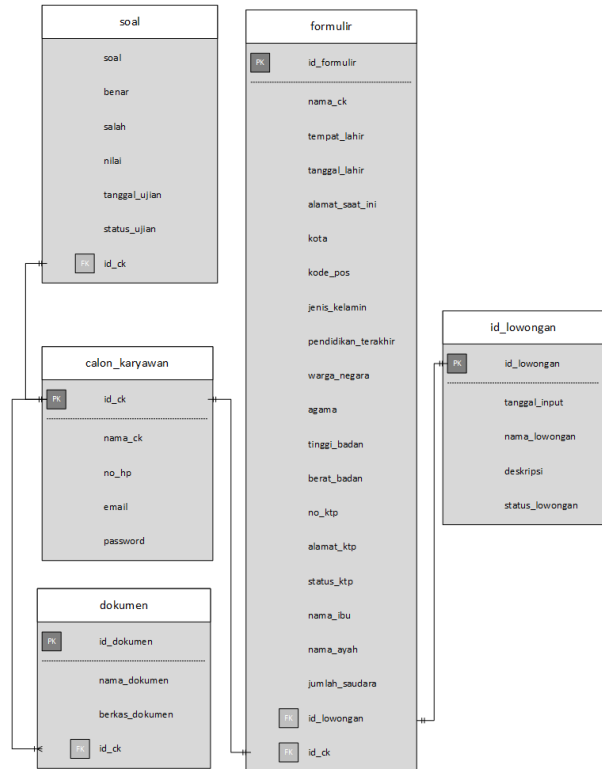 soal
soal
benar
salah
nilai
tanggal_ujian
status_ujian
FK id_ck
calon_karyawan
PK id_ck
nama_ck
no_hp
email
password
dokumen
PK id_dokumen
nama_dokumen
berkas_dokumen
FK id_ck
formulir
PK id_formulir
nama_ck
tempat_lahir
tanggal_lahir
alamat_saat_ini
kota
kode_pos
jenis_kelamin
pendidikan_terakhir
warga_negara
agama
tinggi_badan
berat_badan
no_ktp
alamat_ktp
status_ktp
nama_ibu
nama_ayah
jumlah_saudara
FK id_lowongan
FK id_ck
id_lowongan
PK id_lowongan
tanggal_input
nama_lowongan
deskripsi
status_lowongan